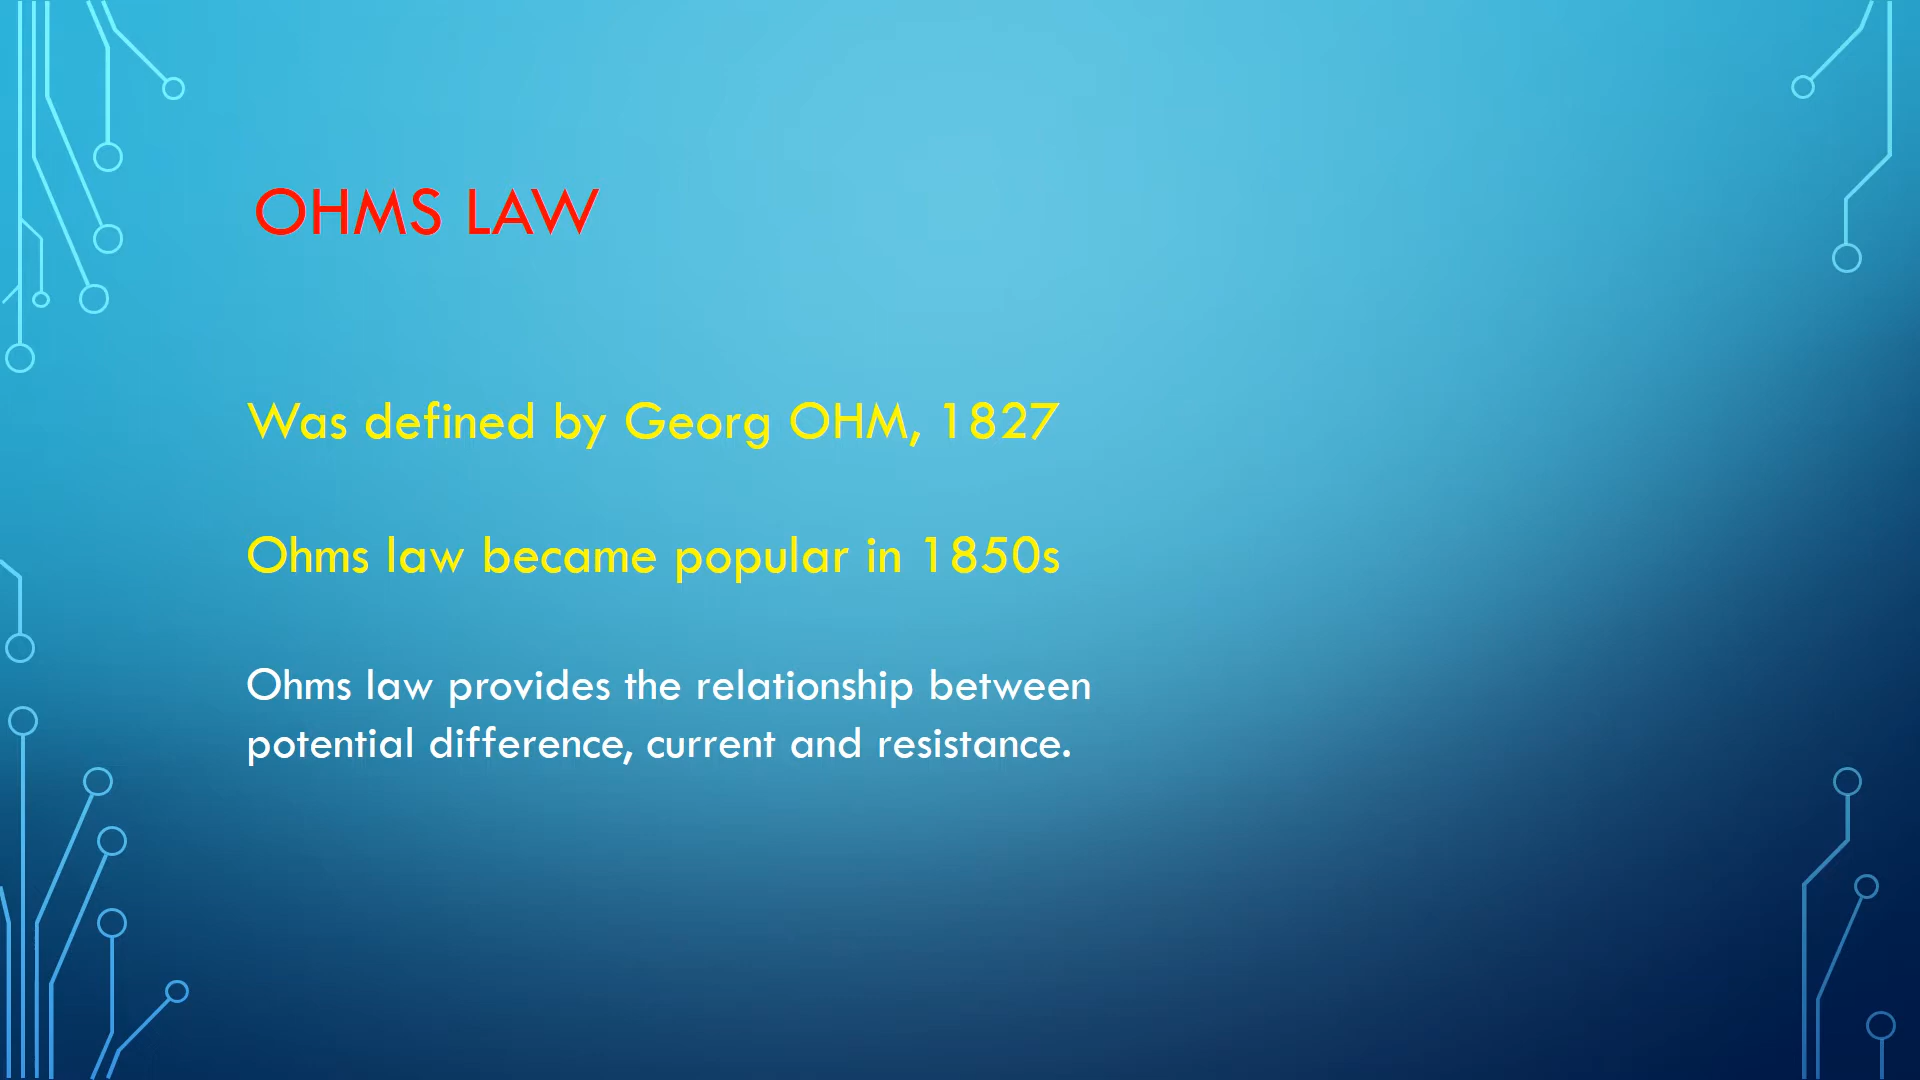 OHMS LAW
Was defined by Georg OHM, 1827
Ohms law became popular in 1850s
Ohms law provides the relationship between
potential difference, current and resistance.